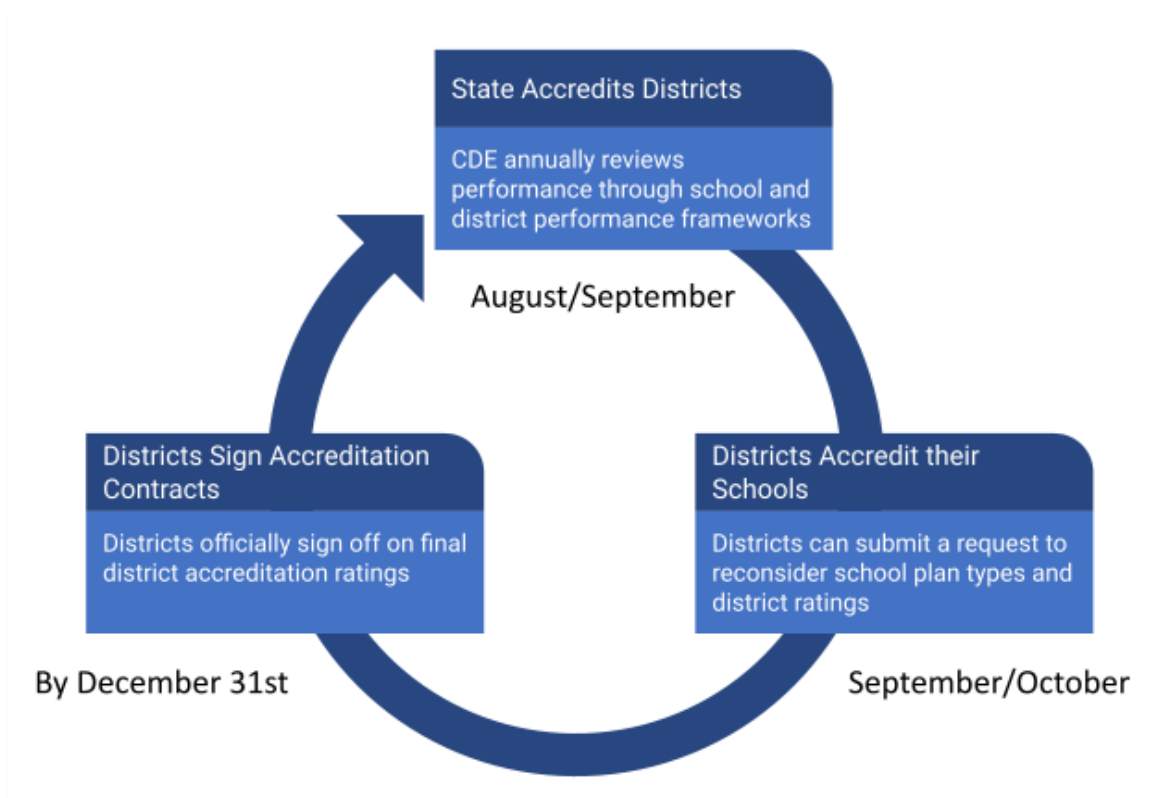 State Accredits Districts
CDE annually reviews
performance through school and
district performance frameworks
August/September
Districts Accredit their
Schools
Districts can submit a request to
reconsider school plan types and
district ratings
September/October
Districts Sign Accreditation
Contracts
Districts officially sign off on final
district accreditation ratings
By December 31st